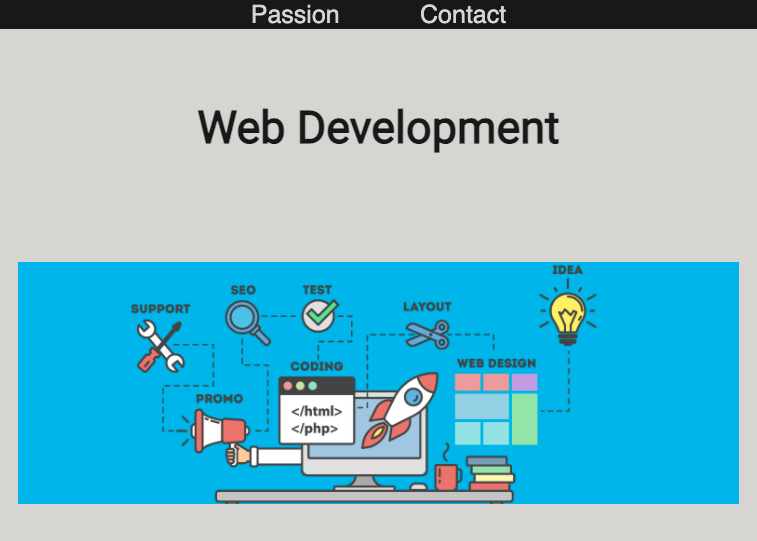 Passion Contact
Web Development
IDEA
SEO TEST
SUPPORT
LAYOUT
CODING
WEB DESIGN
PROMO
</html>
</php>